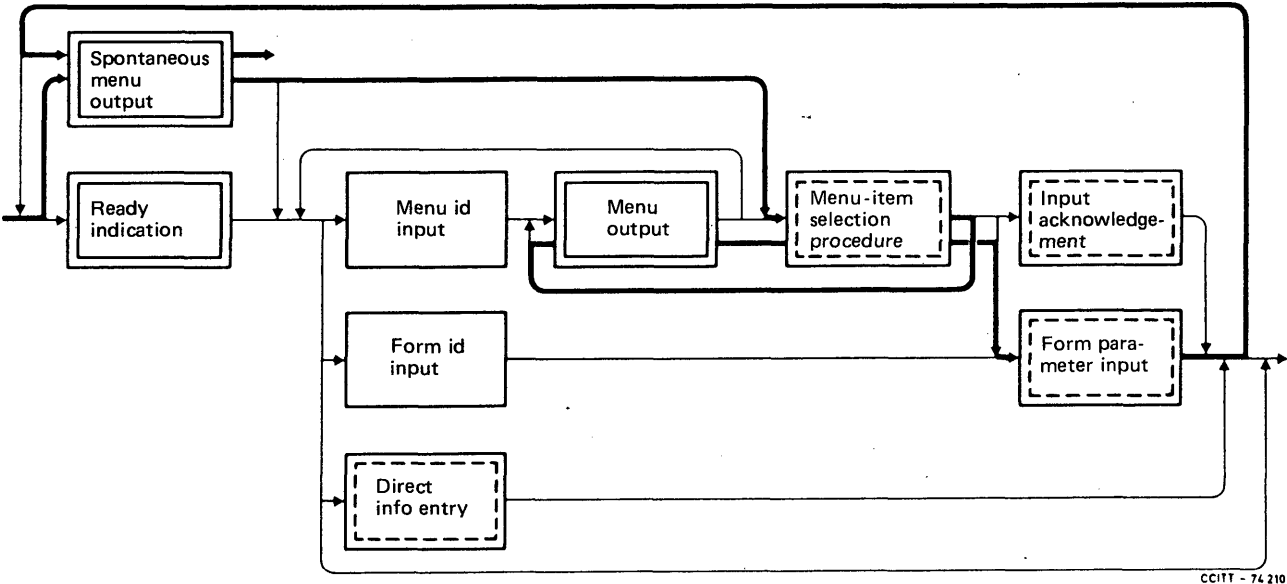 Spontaneous
menu
output
Ready
indication
Menu id
input
Menu
output
Menu-item
selection
procedure
Input
acknowledge-
ment
Form id
input
Form para-
meter input
Direct
info entry
CCITT - 74 210